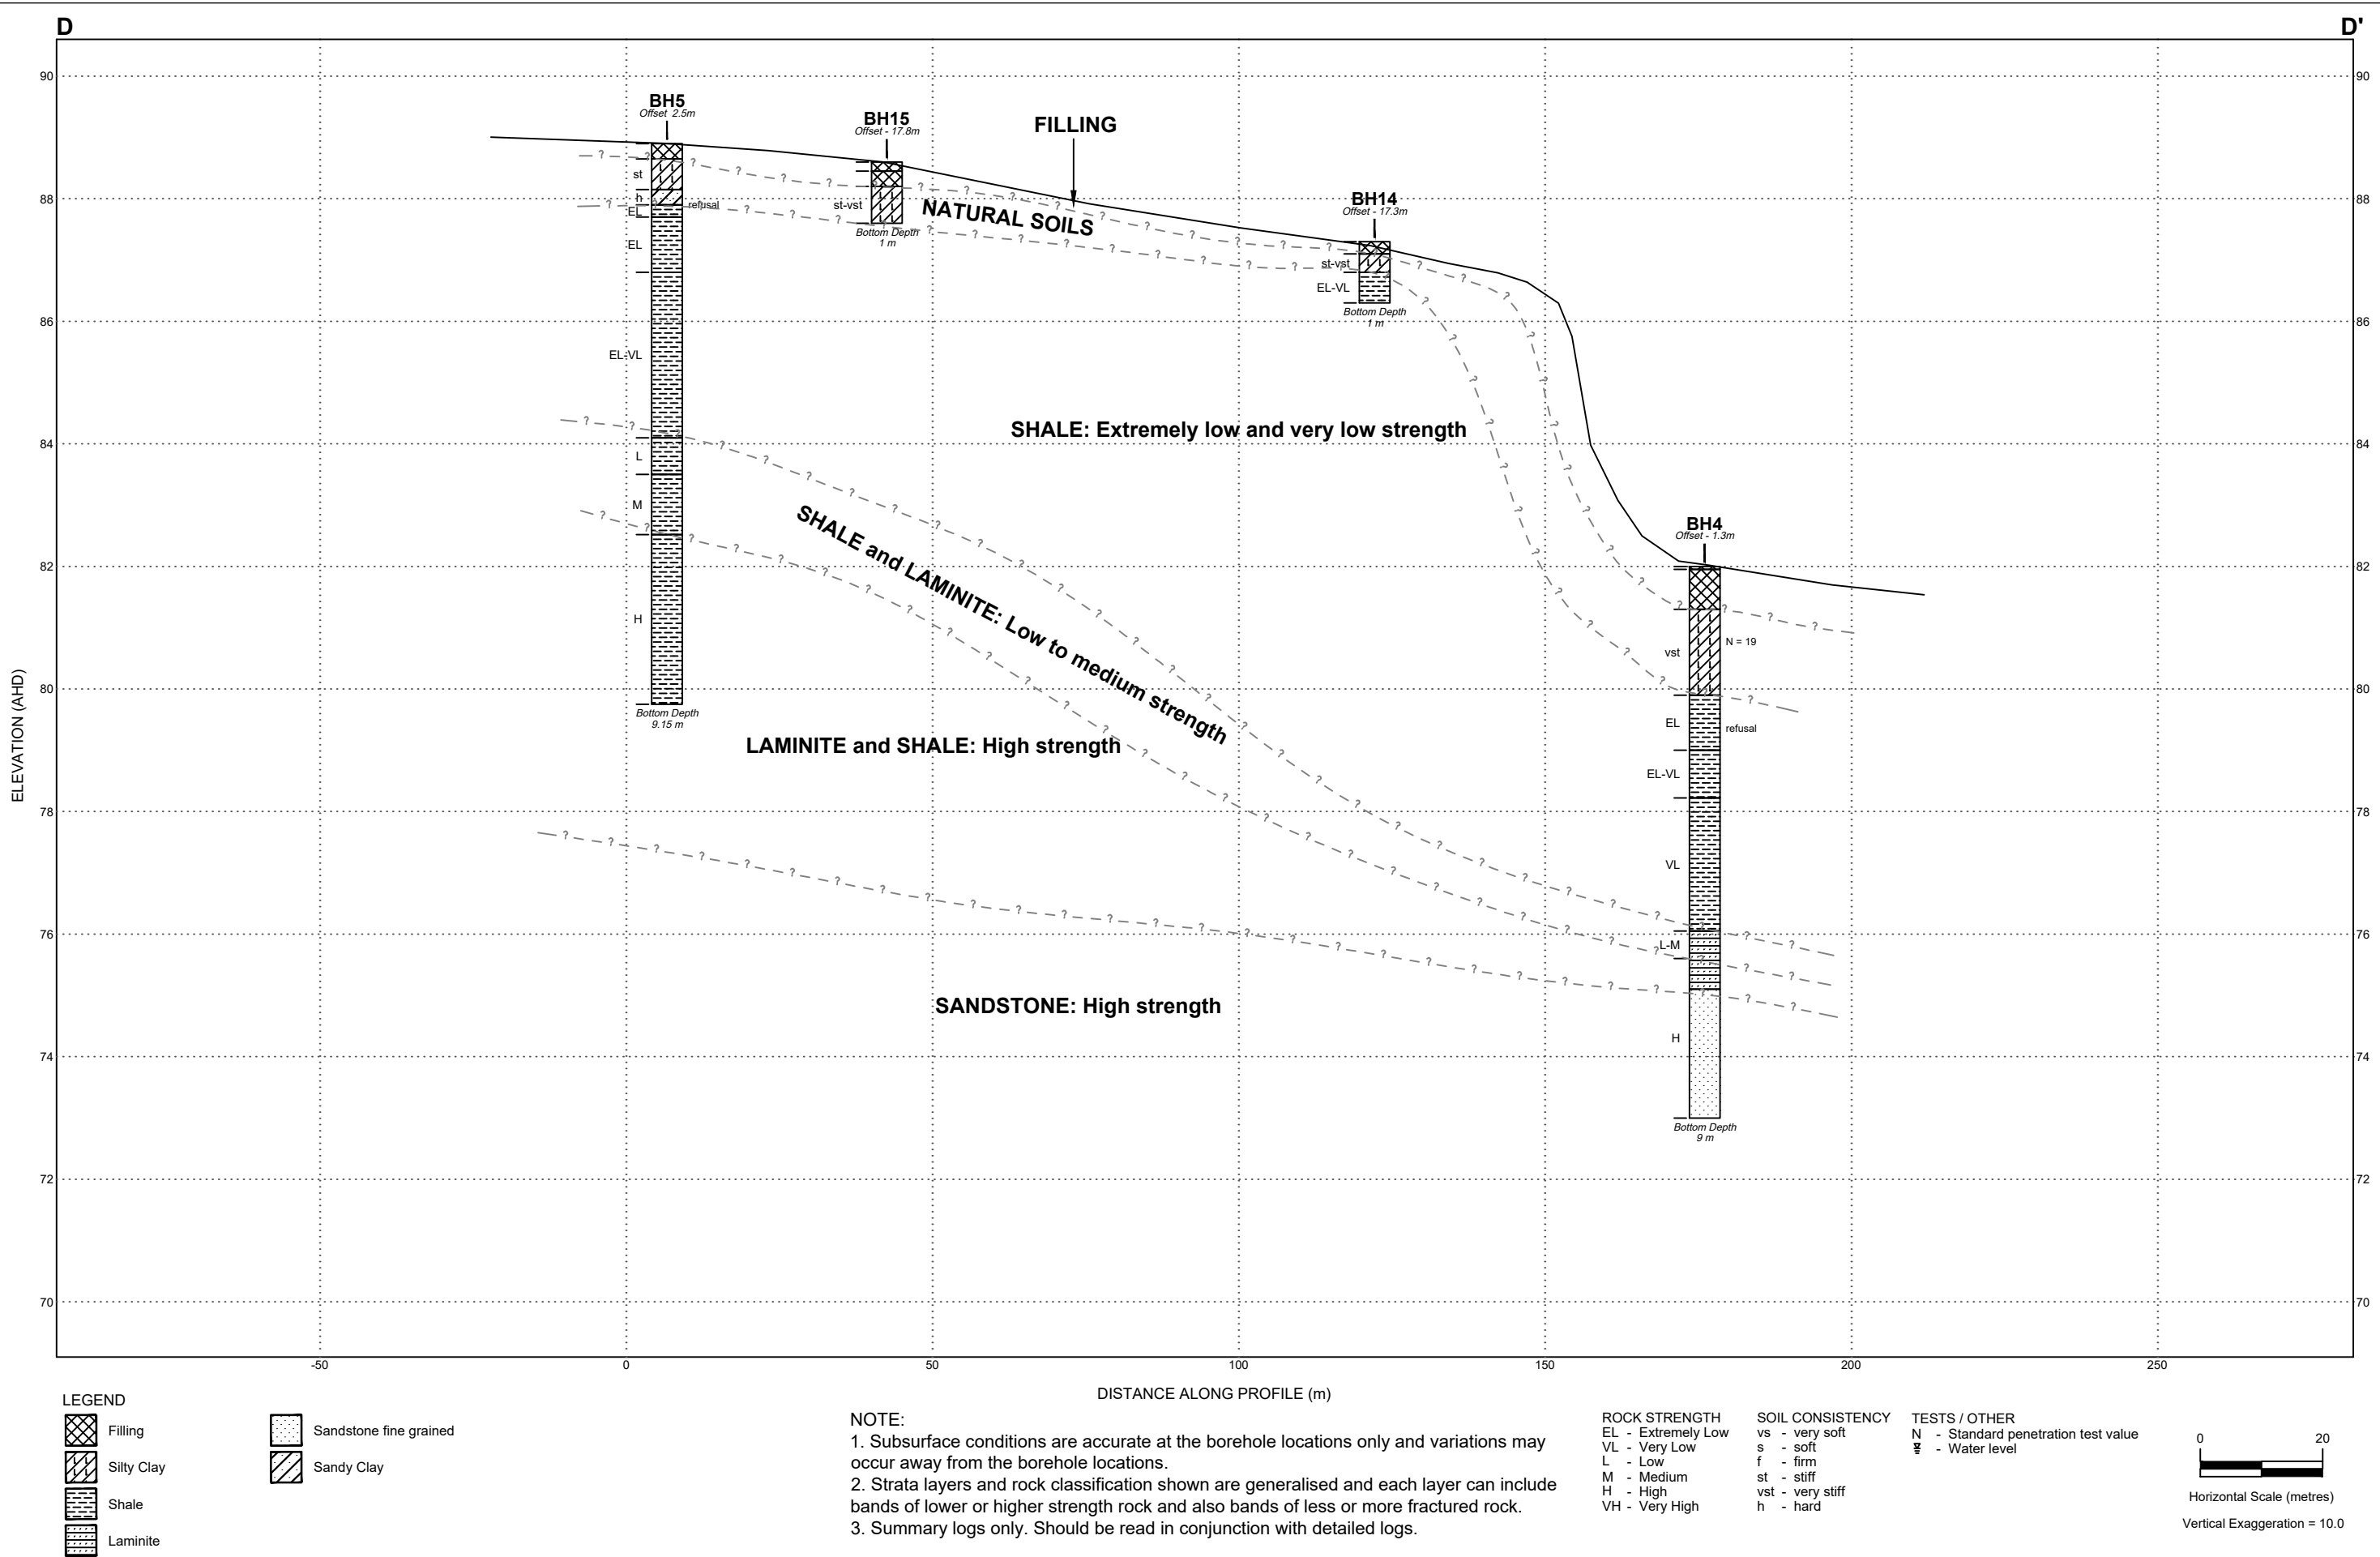 D
D'
90
90
88
88
86
86
84
84
82
82
80
80
78
78
76
76
74
74
72
72
70
70
ELEVATION (AHD)
BH5
Offset 2.5m
st
h
EL
refusal
EL
EL-VL
L
M
H
Bottom Depth
9.15 m
BH15
Offset - 17.8m
st-vst
Bottom Depth
1 m
FILLING
NATURAL SOILS
BH14
Offset - 17.3m
st-vst
EL-VL
Bottom Depth
1 m
SHALE: Extremely low and very low strength
SHALE and LAMINITE: Low to medium strength
LAMINITE and SHALE: High strength
SANDSTONE: High strength
BH4
Offset - 1.3m
vst
N = 19
EL
refusal
EL-VL
VL
L-M
H
Bottom Depth
9 m
-50
0
50
100
150
200
250
DISTANCE ALONG PROFILE (m)
LEGEND
Filling
Silty Clay
Shale
Laminite
Sandstone fine grained
Sandy Clay
NOTE:
1. Subsurface conditions are accurate at the borehole locations only and variations may
occur away from the borehole locations.
2. Strata layers and rock classification shown are generalised and each layer can include
bands of lower or higher strength rock and also bands of less or more fractured rock.
3. Summary logs only. Should be read in conjunction with detailed logs.
ROCK STRENGTH
EL - Extremely Low
VL - Very Low
L - Low
M - Medium
H - High
VH - Very High
SOIL CONSISTENCY
vs - very soft
s - soft
f - firm
st - stiff
vst - very stiff
h - hard
TESTS / OTHER
N - Standard penetration test value
- Water level
0
20
Horizontal Scale (metres)
Vertical Exaggeration = 10.0